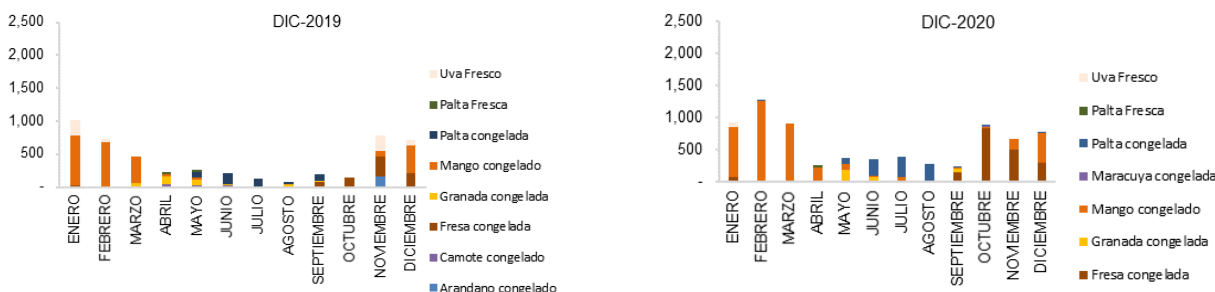 DIC-2019
2,500
2,000
1,500
1,000
500
-
ENERO
FEBRERO
MARZO
ABRIL
MAYO
JUNIO
JULIO
AGOSTO
SEPTIEMBRE
OCTUBRE
NOVIEMBRE
DICIEMBRE
Uva Fresco
Palta Fresca
Palta congelada
Mango congelado
Granada congelada
Fresa congelada
Camote congelado
Arandano congelado
DIC-2020
2,500
2,000
1,500
1,000
500
-
ENERO
FEBRERO
MARZO
ABRIL
MAYO
JUNIO
JULIO
AGOSTO
SEPTIEMBRE
OCTUBRE
NOVIEMBRE
DICIEMBRE
Uva Fresco
Palta Fresca
Palta congelada
Maracuya congelada
Mango congelado
Granada congelada
Fresa congelada